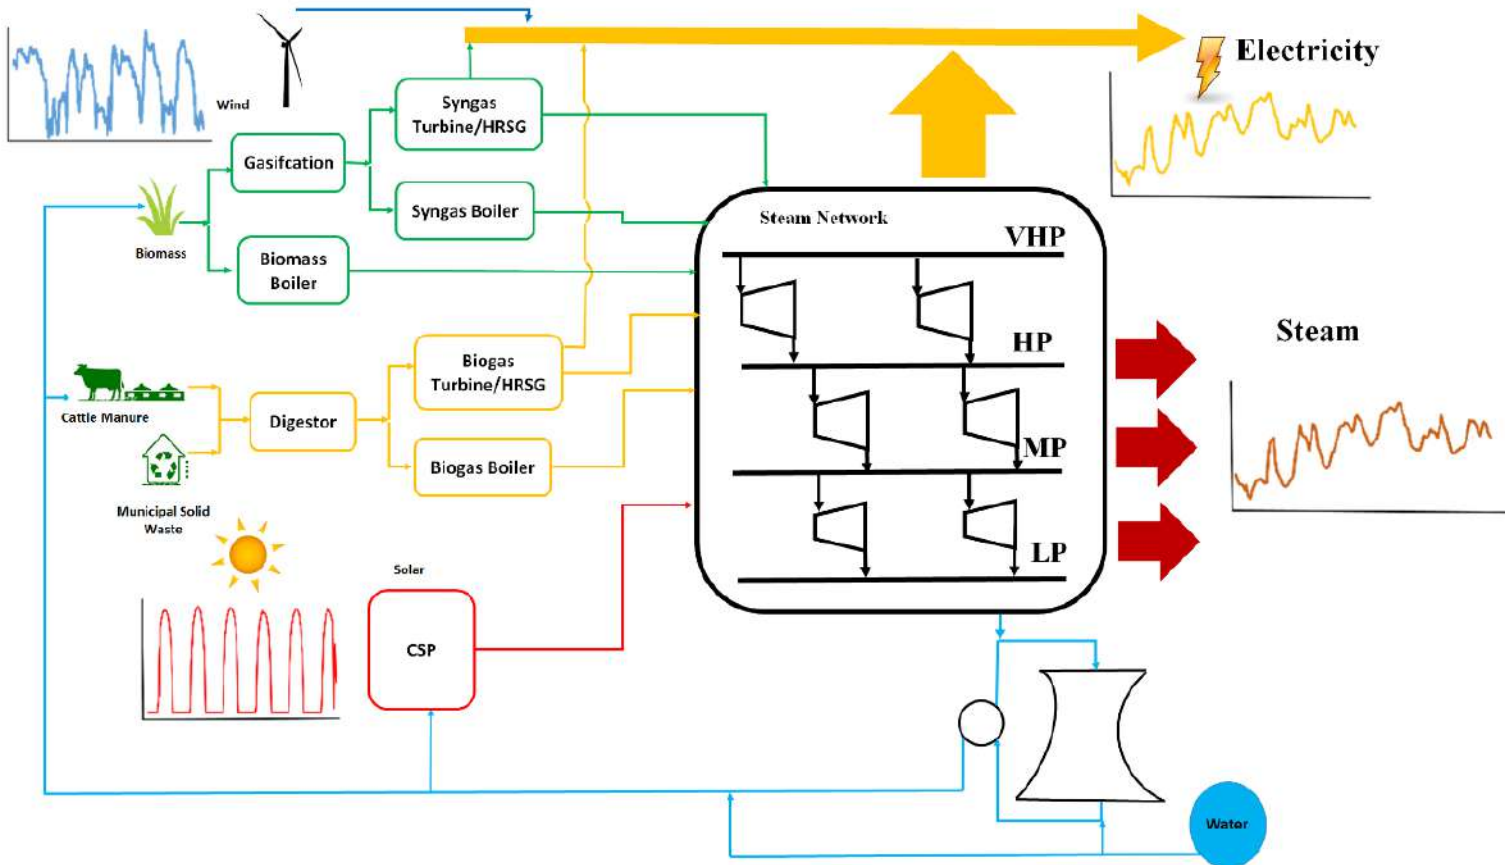 Electricity
Wind
Syngas
Turbine/HRSG
Gasifcation
Syngas Boiler
Steam Network
VHP
Biomass
Biomass
Boiler
HP
Steam
Biogas
Turbine/HRSG
Cattle Manure
Digestor
MP
Biogas Boiler
Municipal Solid
Waste
LP
Solar
CSP
Water